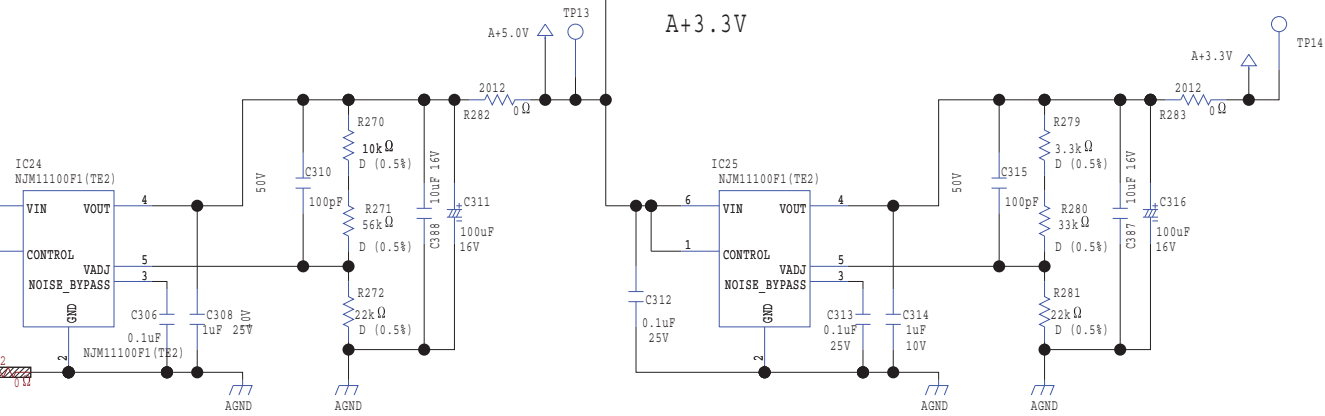 A+3.3V
TP13
A+5.0V
2012
R282
0Ω
R270
10kΩ
D (0.5%)
C310
50V
100pF
R271
56kΩ
D (0.5%)
10uF 16V
C388
C311
100uF
16V
IC24
NJM11100F1(TE2)
VIN
VOUT
4
CONTROL
VADJ
5
NOISE_BYPASS
3
GND
2
NJM11100F1(TE2)
C306
0.1uF
C308
1uF
25V
R272
22kΩ
D (0.5%)
2
0Ω
AGND
AGND
TP14
A+3.3V
2012
R283
0Ω
R279
3.3kΩ
D (0.5%)
C315
50V
100pF
R280
33kΩ
D (0.5%)
10uF 16V
C387
C316
100uF
16V
IC25
NJM11100F1(TE2)
6
VIN
VOUT
4
1
CONTROL
VADJ
5
NOISE_BYPASS
3
GND
2
C312
0.1uF
25V
C313
0.1uF
25V
C314
1uF
10V
R281
22kΩ
D (0.5%)
AGND
AGND